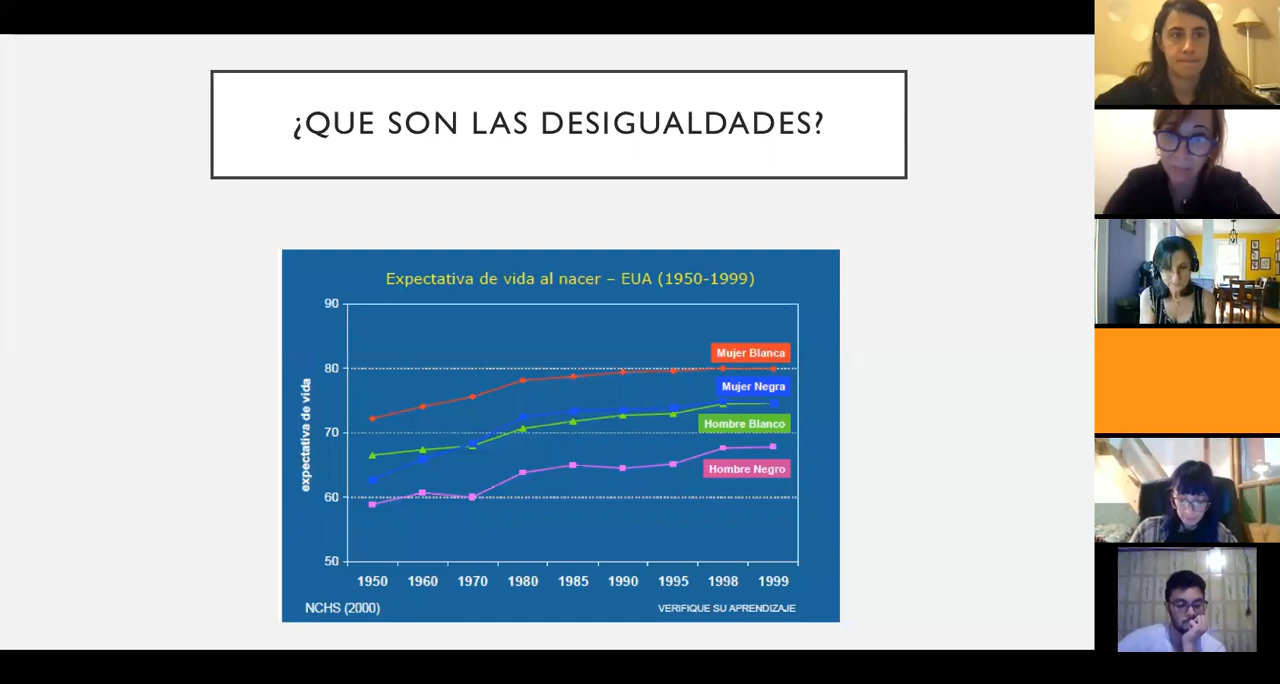 ¿QUE SON LAS DESIGUALDADES?
Expectativa de vida al nacer – EUA (1950-1999)
expectativa de vida
90
80
70
60
50
Mujer Blanca
Mujer Negra
Hombre Blanco
Hombre Negro
1950 1960 1970 1980 1985 1990 1995 1998 1999
NCHS (2000) VERIFIQUE SU APRENDIZAJE